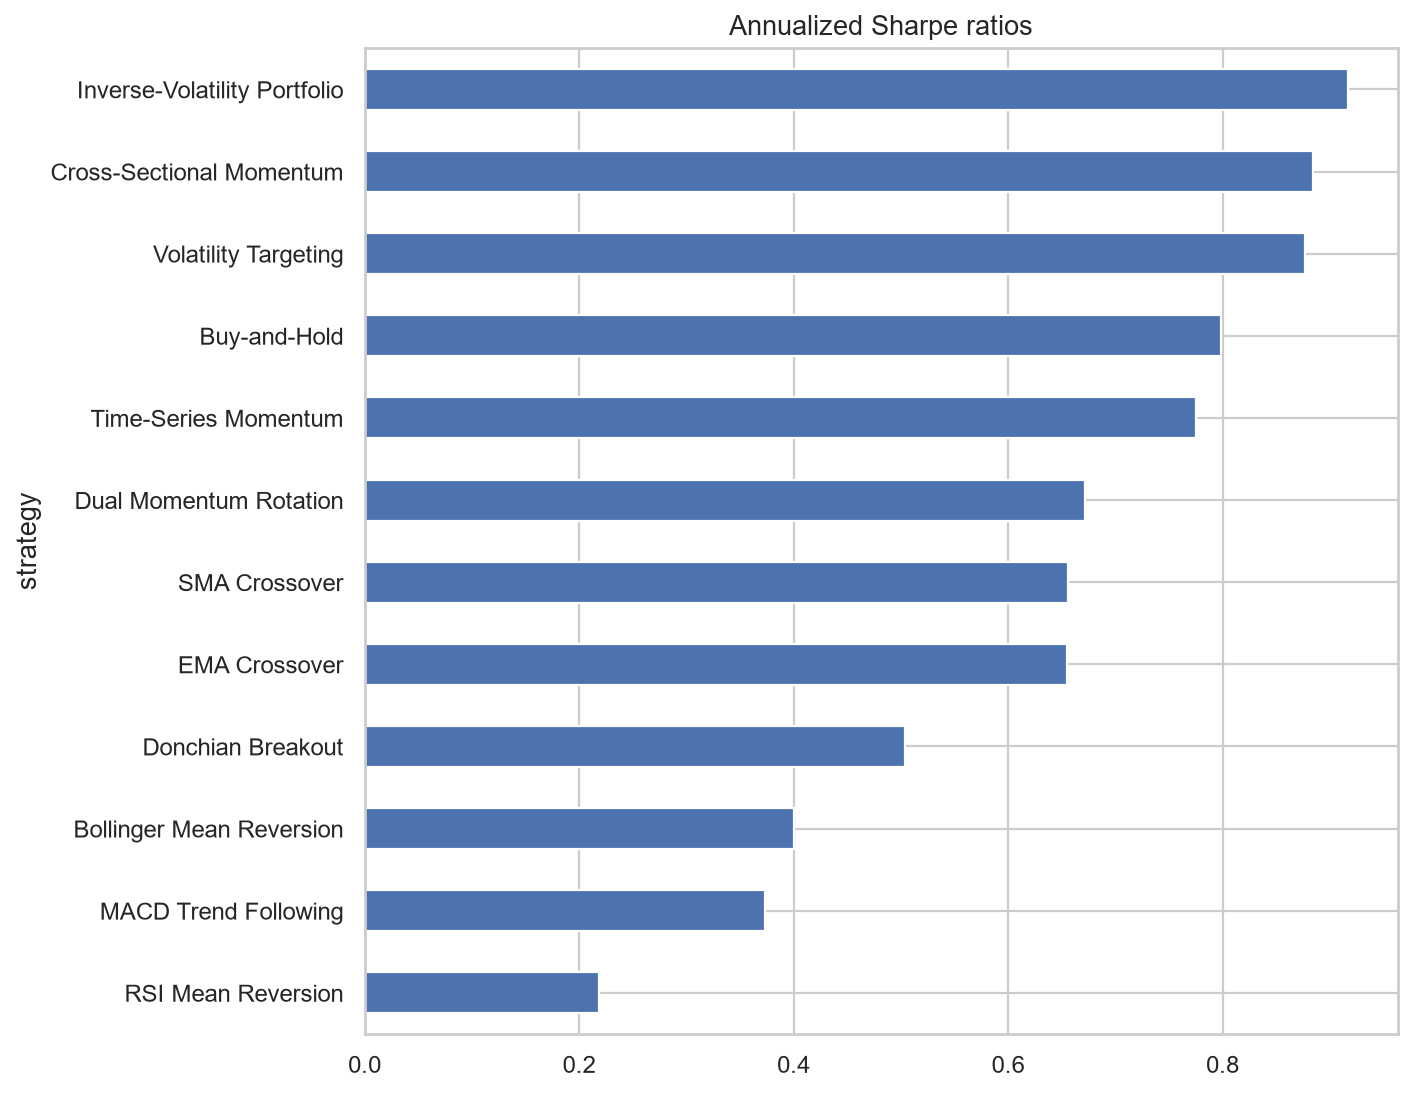 Annualized Sharpe ratios
strategy
Inverse-Volatility Portfolio
Cross-Sectional Momentum
Volatility Targeting
Buy-and-Hold
Time-Series Momentum
Dual Momentum Rotation
SMA Crossover
EMA Crossover
Donchian Breakout
Bollinger Mean Reversion
MACD Trend Following
RSI Mean Reversion
0.0 0.2 0.4 0.6 0.8